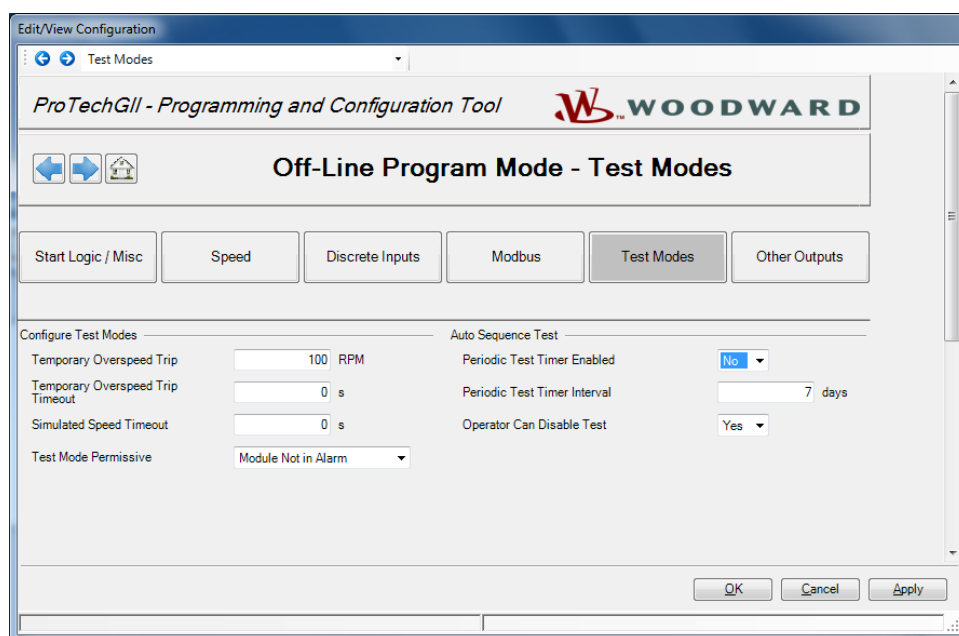 Edit/View Configuration
Test Modes
ProTechGII - Programming and Configuration Tool
WOODWARD
Off-Line Program Mode - Test Modes
Start Logic / Misc
Speed
Discrete Inputs
Modbus
Test Modes
Other Outputs
Configure Test Modes
Temporary Overspeed Trip 100 RPM
Temporary Overspeed Trip
Timeout 0 s
Simulated Speed Timeout 0 s
Test Mode Permissive Module Not in Alarm
Auto Sequence Test
Periodic Test Timer Enabled No
Periodic Test Timer Interval 7 days
Operator Can Disable Test Yes
OK
Cancel
Apply